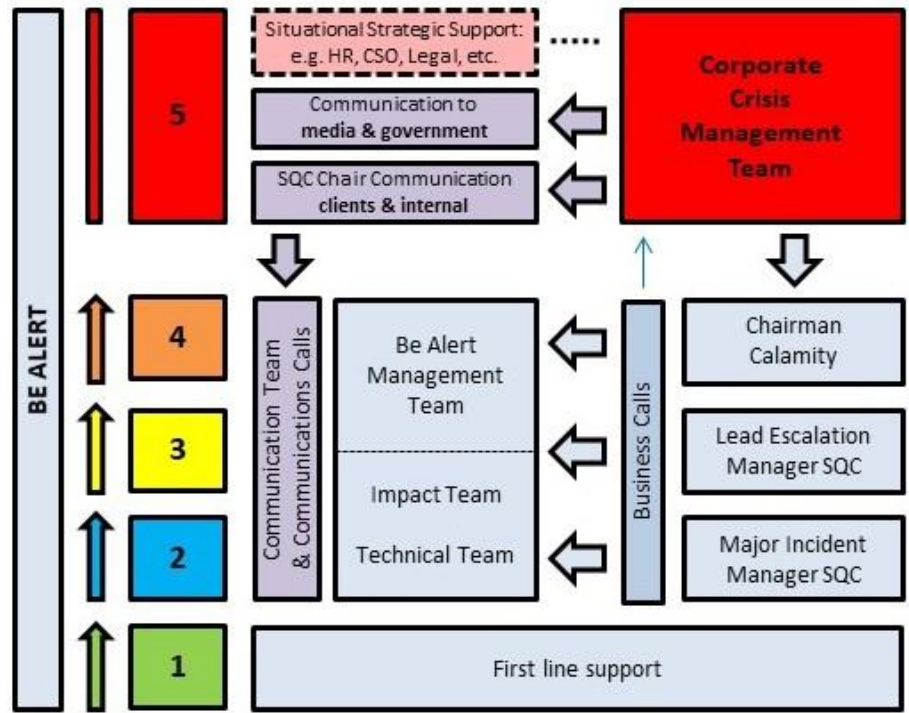 BE ALERT
5
Situational Strategic Support:
e.g. HR, CSO, Legal, etc.
Communication to
media & government
SQC Chair Communication
clients & internal
Corporate
Crisis
Management
Team
4
3
2
Communication Team
& Communications Calls
Be Alert
Management
Team
Impact Team
Technical Team
Business Calls
Chairman
Calamity
Lead Escalation
Manager SQC
Major Incident
Manager SQC
1
First line support